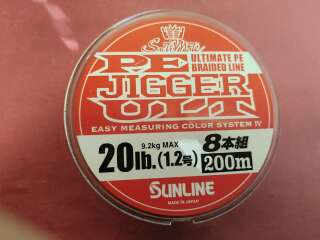 SaltiMate
PE ULTIMATE PE
BRAIDED LINE
JIGGER
ULT
EASY MEASURING COLOR SYSTEM IV
9.2kg MAX
20lb.(1.2号) 8本組
200m
SUNLINE
MADE IN JAPAN